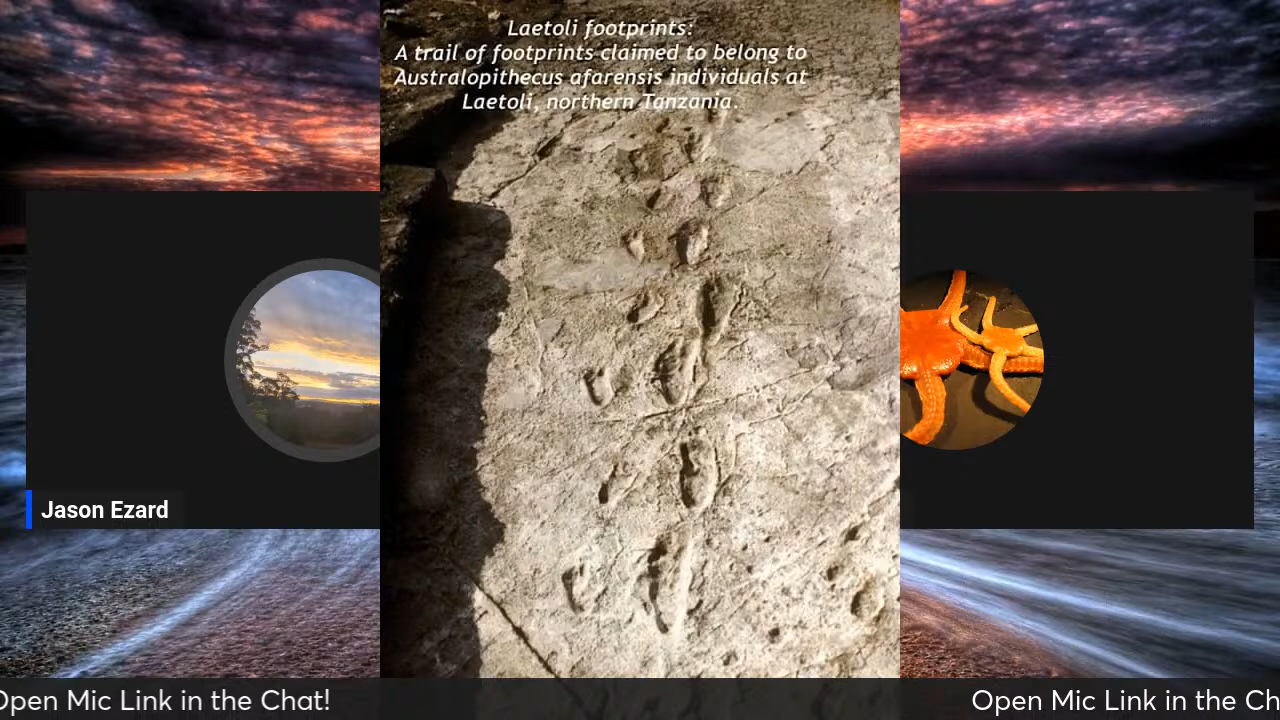 Laetoli footprints:
A trail of footprints claimed to belong to
Australopithecus afarensis individuals at
Laetoli, northern Tanzania.
Jason Ezard
Open Mic Link in the Chat!
Open Mic Link in the Ch